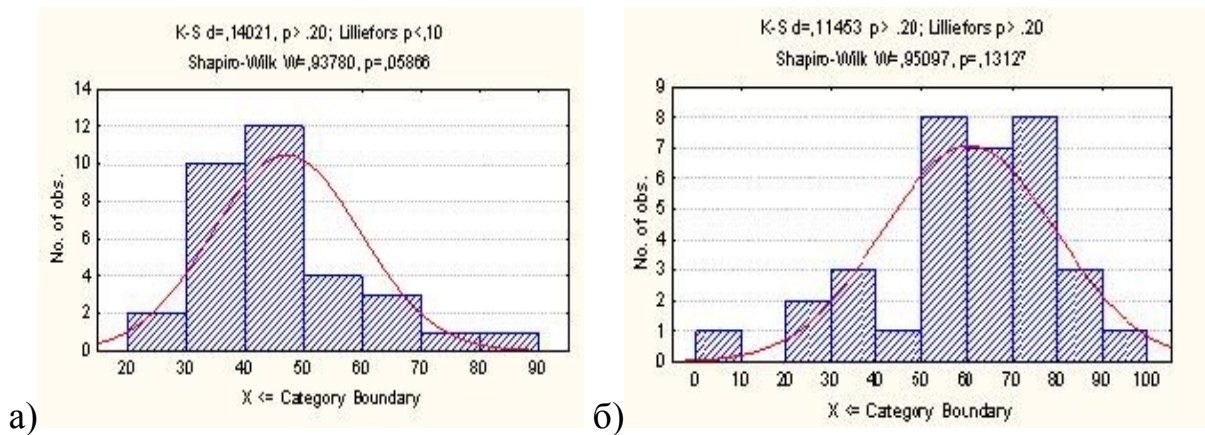 K-S d=,14021, p> .20; Lilliefors p<,10
Shapiro-Wilk W=,93780, p=,05866
No. of obs.
14
12
10
8
6
4
2
0
20 30 40 50 60 70 80 90
X <= Category Boundary
а)
K-S d=,11453 p> .20; Lilliefors p> .20
Shapiro-Wilk W=,95097, p=,13127
No. of obs.
9
8
7
6
5
4
3
2
1
0
0 10 20 30 40 50 60 70 80 90 100
X <= Category Boundary
б)